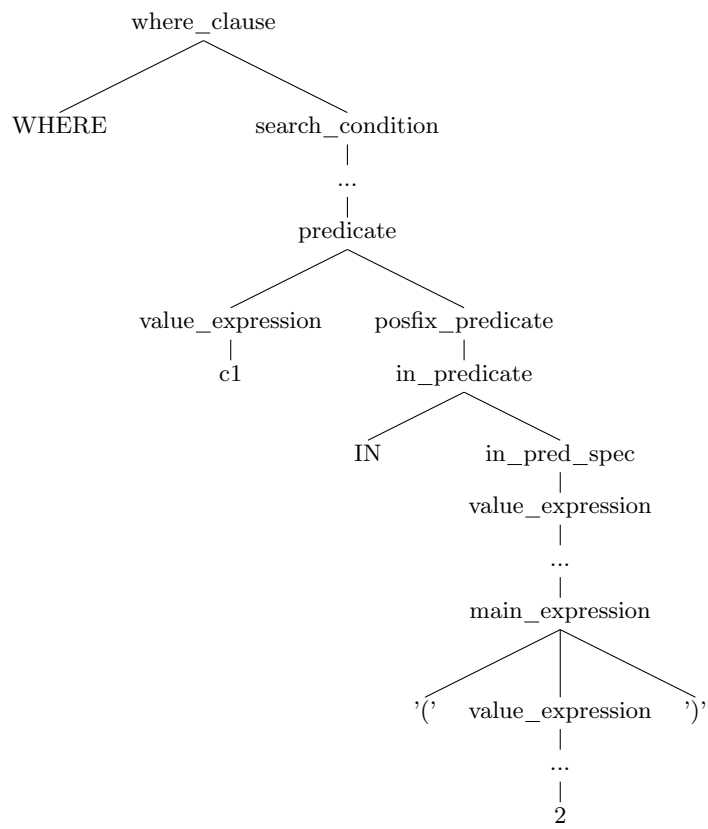 where_clause
WHERE search_condition
...
predicate
value_expression posfix_predicate
c1 in_predicate
IN in_pred_spec
value_expression
...
main_expression
’(’ value_expression ’)’
...
2